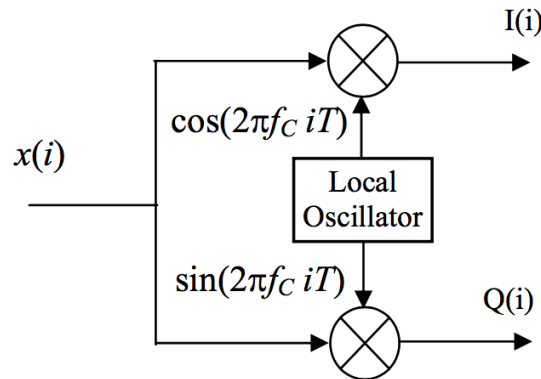 I(i)
cos(2πf_C iT)
x(i)
Local
Oscillator
sin(2πf_C iT)
Q(i)